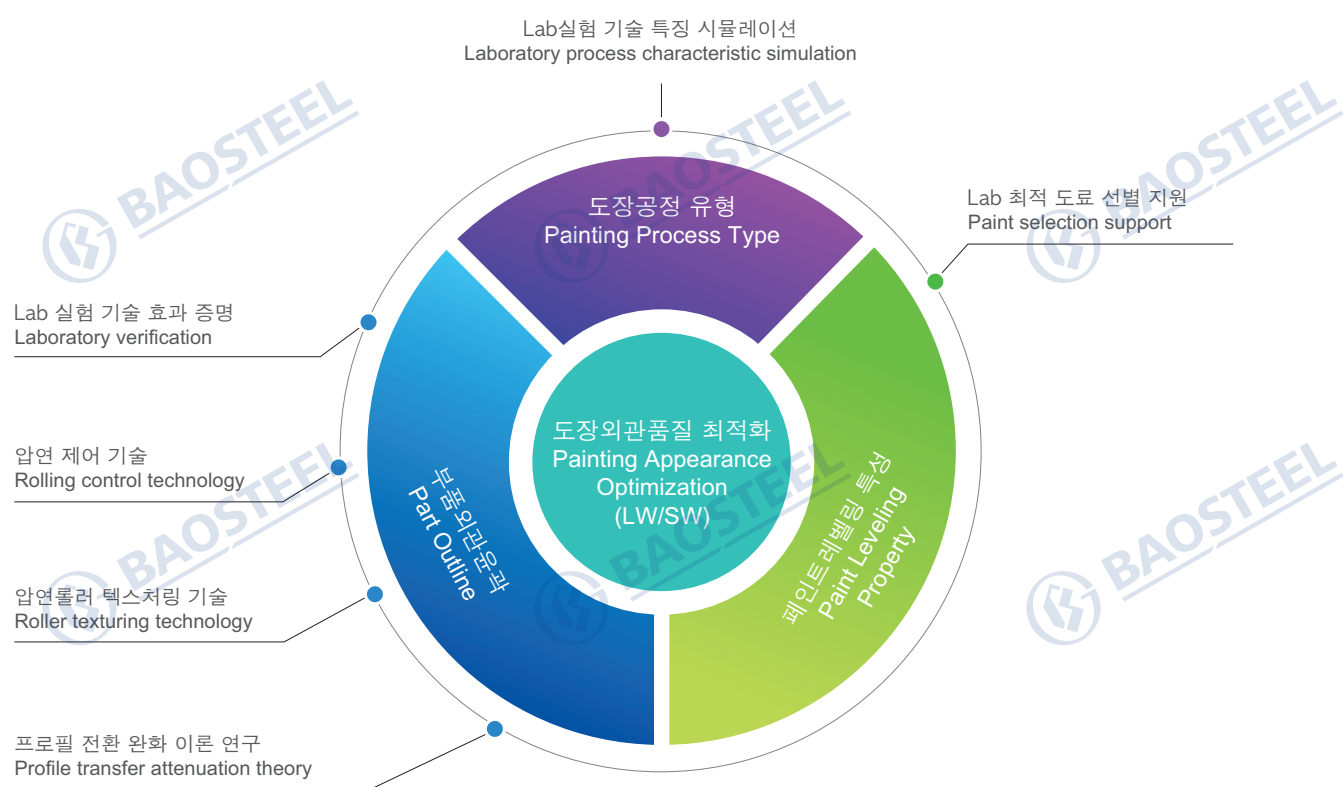 Lab실험 기술 특징 시뮬레이션
Laboratory process characteristic simulation
BAOSTEEL
BAOSTEEL
BAOSTEEL
도장공정 유형
Painting Process Type
Lab 최적 도료 선별 지원
Paint selection support
Lab 실험 기술 효과 증명
Laboratory verification
도장외관품질 최적화
Painting Appearance
Optimization
(LW/SW)
압연 제어 기술
Rolling control technology
부품외관윤곽
Part Outline
페인트레벨링 특성
Paint Leveling
Property
BAOSTEEL
BAOSTEEL
BAOSTEEL
압연롤러 텍스처링 기술
Roller texturing technology
프로필 전환 완화 이론 연구
Profile transfer attenuation theory